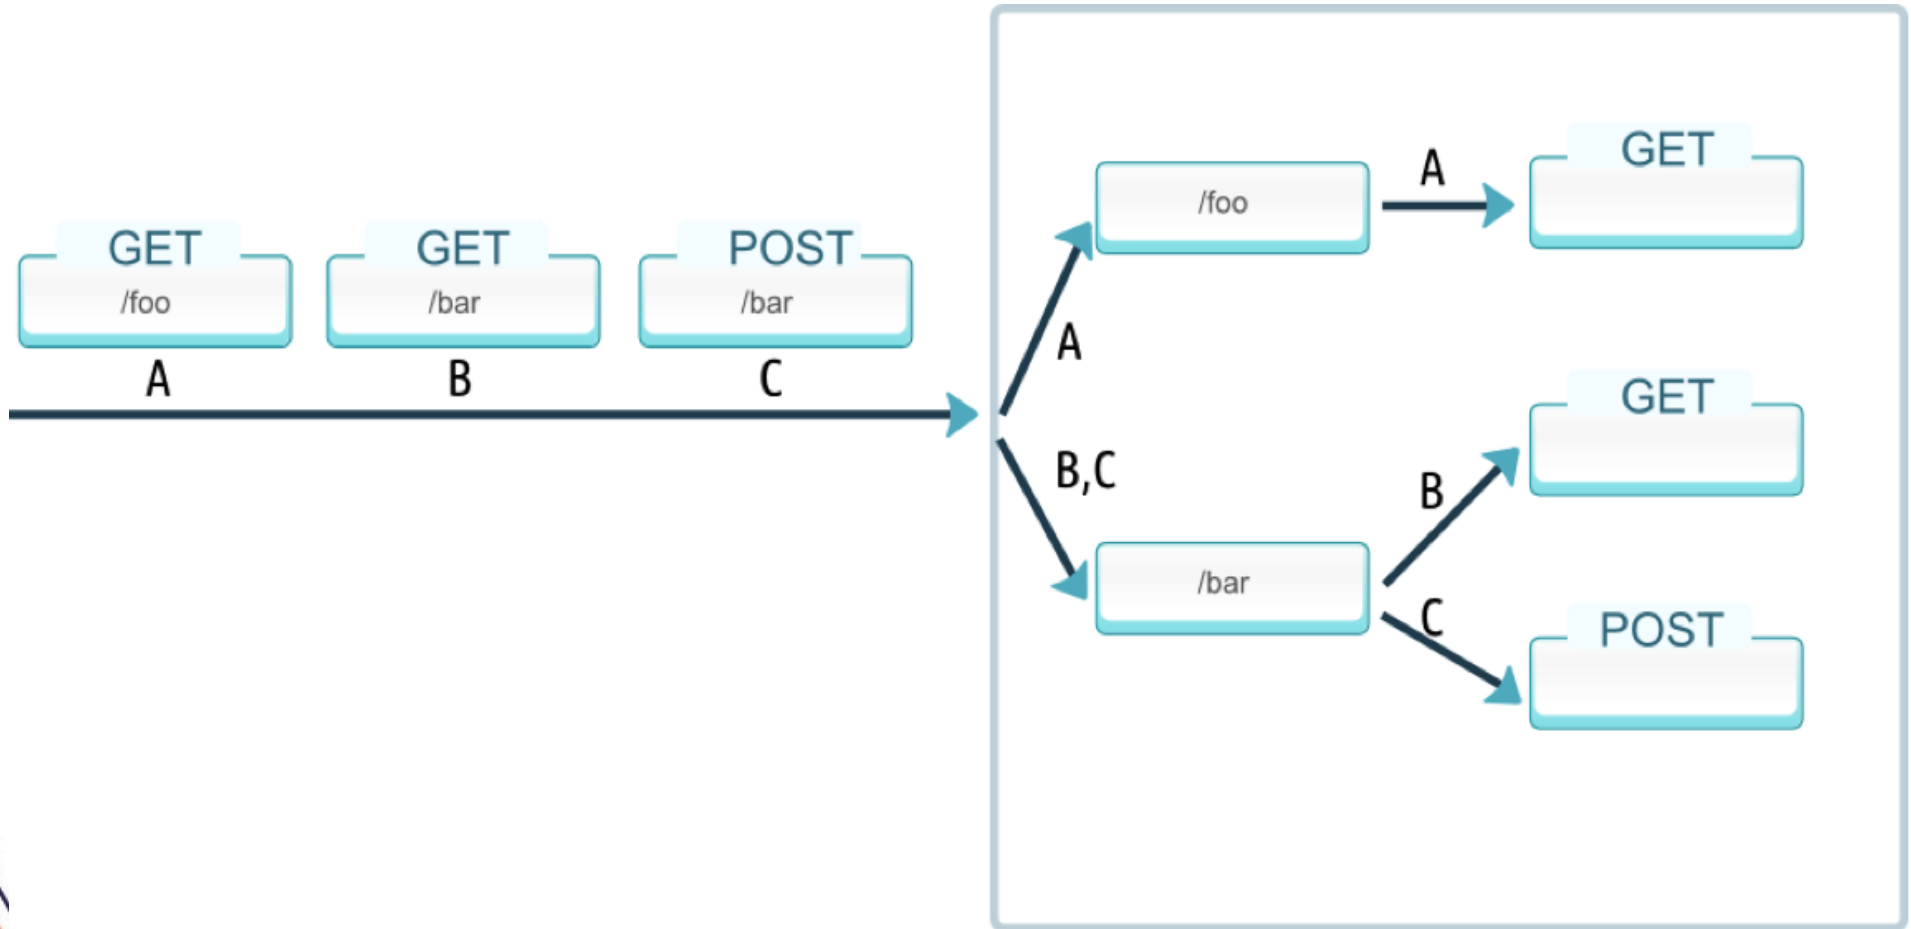 GET
/foo
A
GET
/bar
B
POST
/bar
C
A
B,C
/foo
A
GET
/bar
B
GET
C
POST